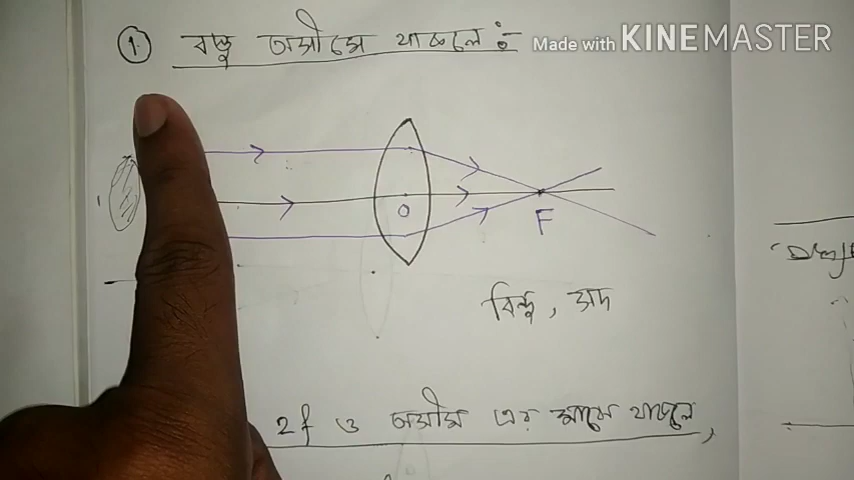 ① বস্তু অসীমে থাকলে :-
Made with KINEMASTER
O
F
বিন্দু, সদ
2f ও অসীম এর মাঝে থাকলে,